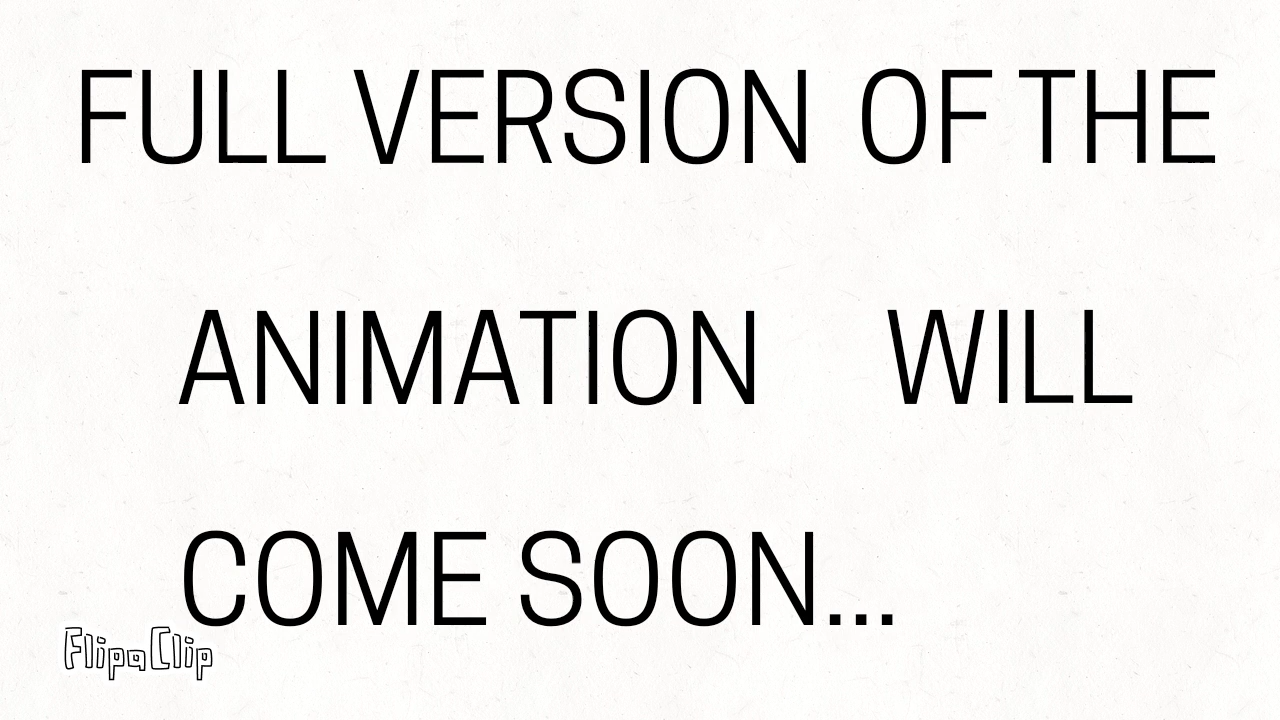 FULL VERSION OF THE
ANIMATION WILL
COME SOON...
FlipaClip